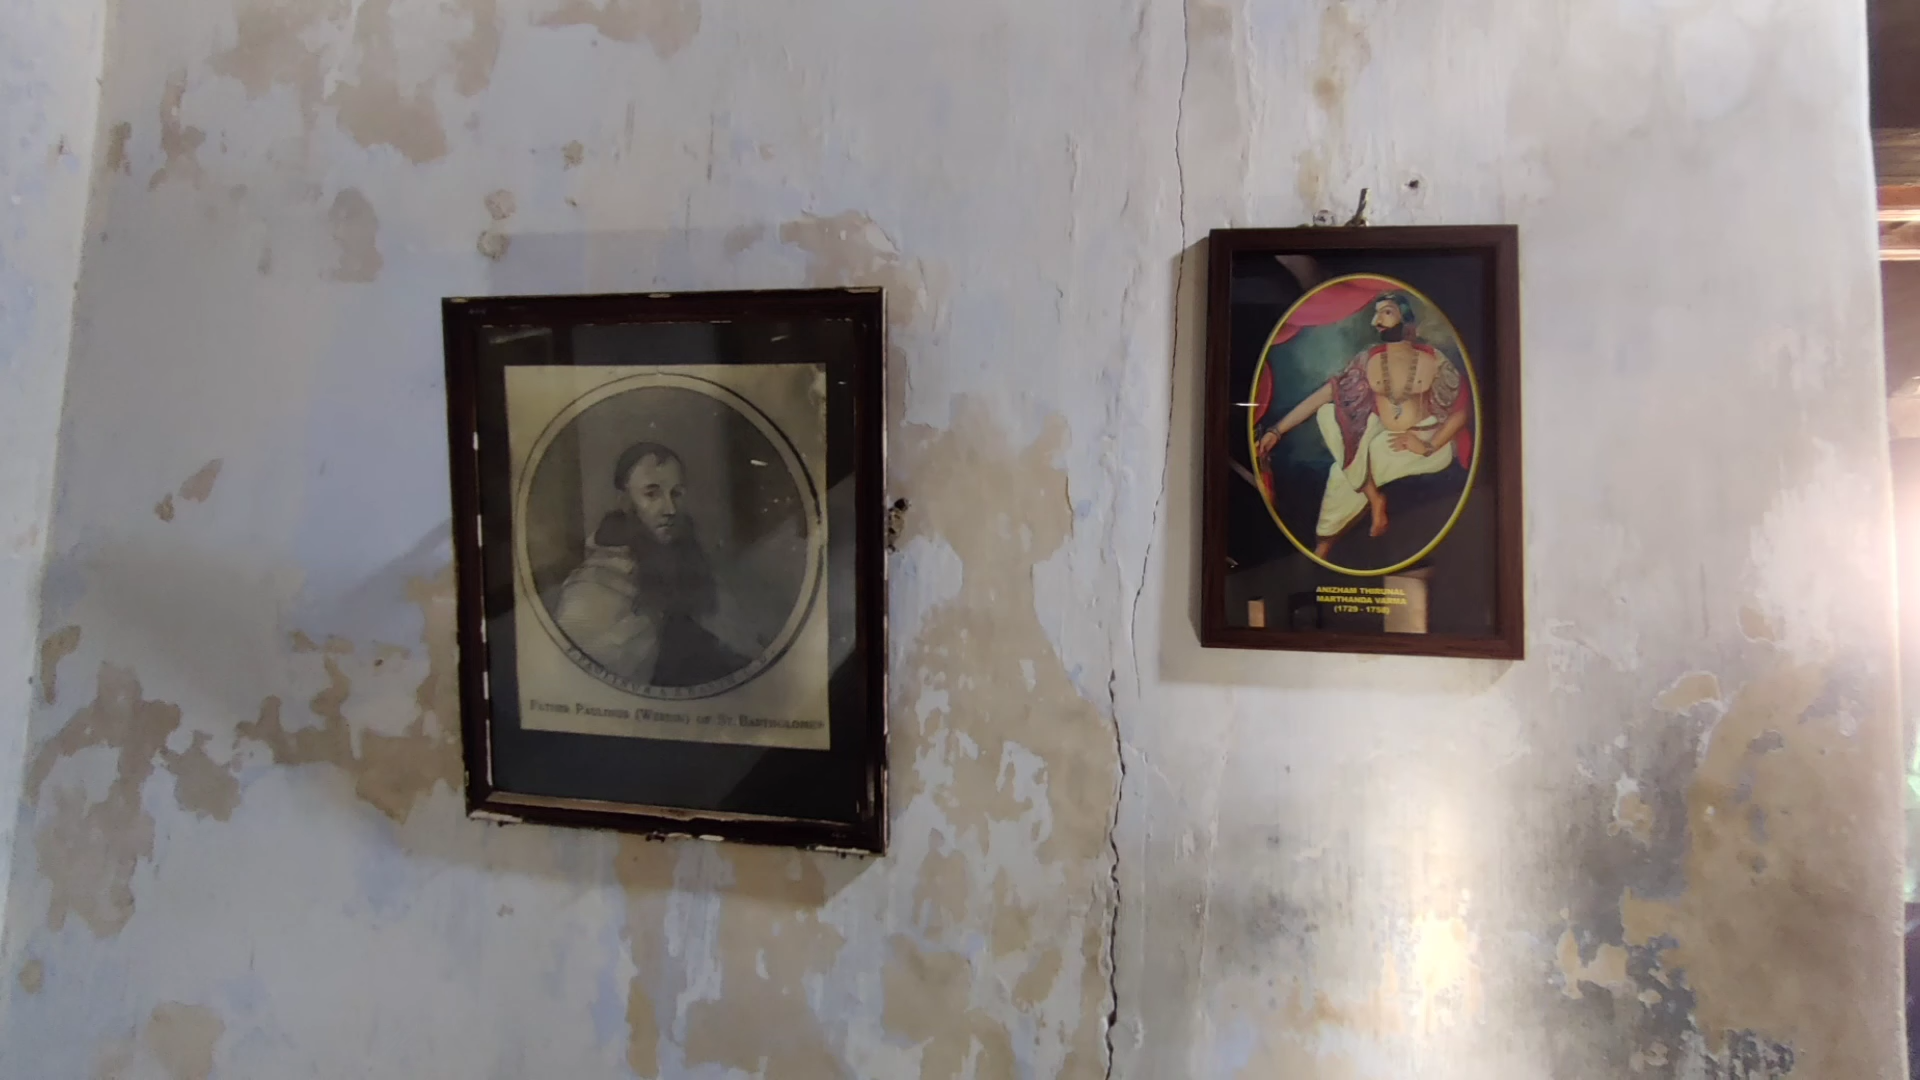 FATHER PAULINUS (WESDIN) OF ST. BARTHOLOMEW
ANIZHAM THIRUNAL
MARTHANDA VARMA
(1729 - 1758)